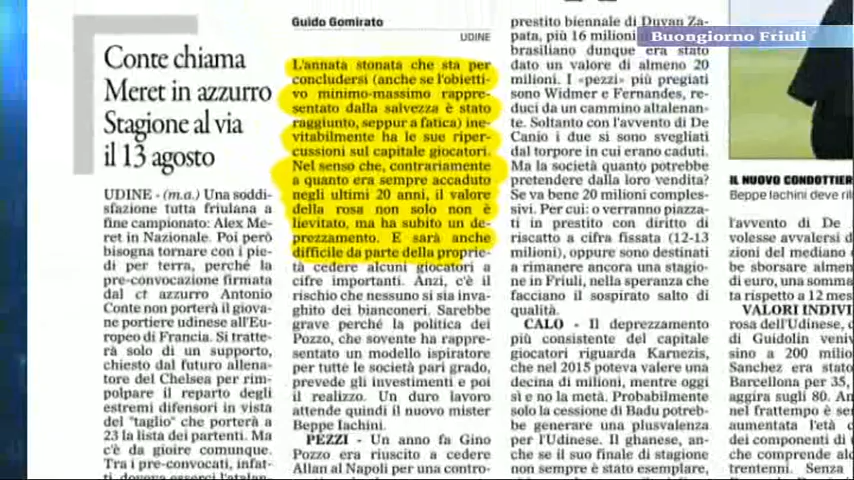 Buongiorno Friuli
Conte chiama
Meret in azzurro
Stagione al via
il 13 agosto
UDINE - (m.a.) Una soddi-
sfazione tutta friulana a
fine campionato: Alex Me-
ret in Nazionale. Poi però
bisogna tornare con i pie-
di per terra, perché la
pre-convocazione firmata
dal ct azzurro Antonio
Conte non porterà il giova-
ne portiere udinese all'Eu-
ropeo di Francia. Si tratte-
rà solo di un supporto,
chiesto dal futuro allena-
tore del Chelsea per rim-
polpare il reparto degli
estremi difensori in vista
del "taglio" che porterà a
23 la lista dei partenti. Ma
c'è da gioire comunque.
Tra i pre-convocati, infat-
ti, doveva esserci l'atalan-
Guido Gomirato
UDINE
L'annata stonata che sta per
concludersi (anche se l'obietti-
vo minimo-massimo rappre-
sentato dalla salvezza è stato
raggiunto, seppur a fatica) ine-
vitabilmente ha le sue riper-
cussioni sul capitale giocatori.
Nel senso che, contrariamente
a quanto era sempre accaduto
negli ultimi 20 anni, il valore
della rosa non solo non è
lievitato, ma ha subito un de-
prezzamento. E sarà anche
difficile da parte della proprie-
tà cedere alcuni giocatori a
cifre importanti. Anzi, c'è il
rischio che nessuno si sia inva-
ghito dei bianconeri. Sarebbe
grave perché la politica dei
Pozzo, che sovente ha rappre-
sentato un modello ispiratore
per tutte le società pari grado,
prevede gli investimenti e poi
il realizzo. Un duro lavoro
attende quindi il nuovo mister
Beppe Iachini.
PEZZI - Un anno fa Gino
Pozzo era riuscito a cedere
Allan al Napoli per una contro-
prestito biennale di Duvan Za-
pata, più 16 milioni
brasiliano dunque era stato
dato un valore di almeno 20
milioni. I «pezzi» più pregiati
sono Widmer e Fernandes, re-
duci da un cammino altalenan-
te. Soltanto con l'avvento di De
Canio i due si sono svegliati
dal torpore in cui erano caduti.
Ma la società quanto potrebbe
pretendere dalla loro vendita?
Se va bene 20 milioni comples-
sivi. Per cui: o verranno piazza-
ti in prestito con diritto di
riscatto a cifra fissata (12-13
milioni), oppure sono destinati
a rimanere ancora una stagio-
ne in Friuli, nella speranza che
facciano il sospirato salto di
qualità.
CALO - Il deprezzamento
più consistente del capitale
giocatori riguarda Karnezis,
che nel 2015 poteva valere una
decina di milioni, mentre oggi
sì e no la metà. Probabilmente
solo la cessione di Badu potreb-
be generare una plusvalenza
per l'Udinese. Il ghanese, an-
che se il suo finale di stagione
non sempre è stato esemplare,
IL NUOVO CONDOTTIER
Beppe Iachini deve ril
l'avvento di De
volesse avvalersi d
zioni del mediano
be sborsare almen
di euro, una somma
ta rispetto a 12 mes
VALORI INDIVI
rosa dell'Udinese, c
di Guidolin veniv
sino a 200 milio
Sanchez era stato
Barcellona per 35,
aggira sugli 80. An
nel frattempo è ser
aumentata l'età c
dei componenti di
che comprende alc
trentenni. Senza